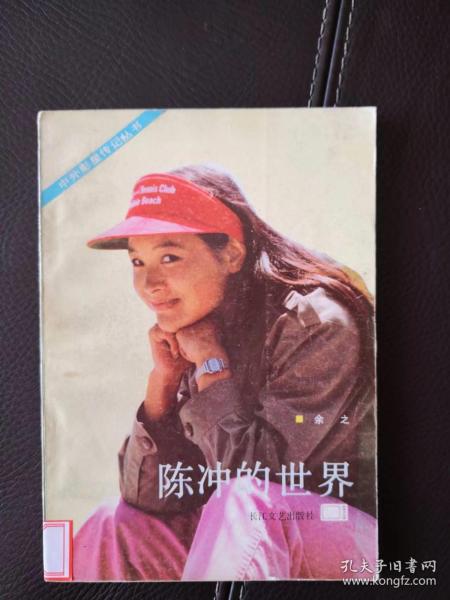 中外影星传记丛书
Tennis Club
Beach
余之
陈冲的世界
长江文艺出版社
孔夫子旧书网
www.kongfz.com